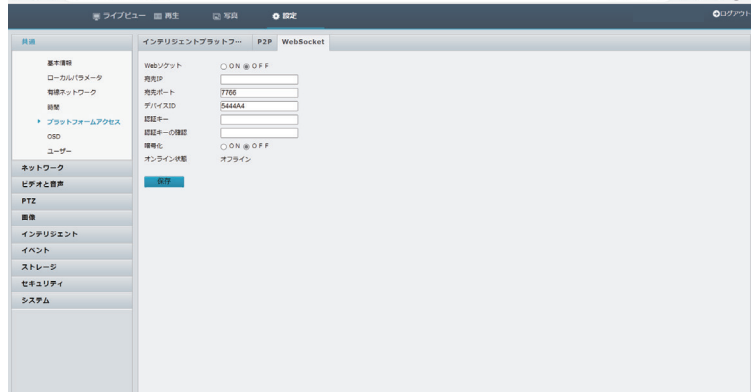 ライブビュー 再生 写真 設定 ログアウト
共通
基本情報
ローカルパラメータ
有線ネットワーク
時間
プラットフォームアクセス
OSD
ユーザー
ネットワーク
ビデオと音声
PTZ
画像
インテリジェント
イベント
ストレージ
セキュリティ
システム
インテリジェントプラットフ… P2P WebSocket
Webソケット ON OFF
宛先IP
宛先ポート 7766
デバイスID 5444A4
認証キー
認証キーの確認
暗号化 ON OFF
オンライン状態 オフライン
保存